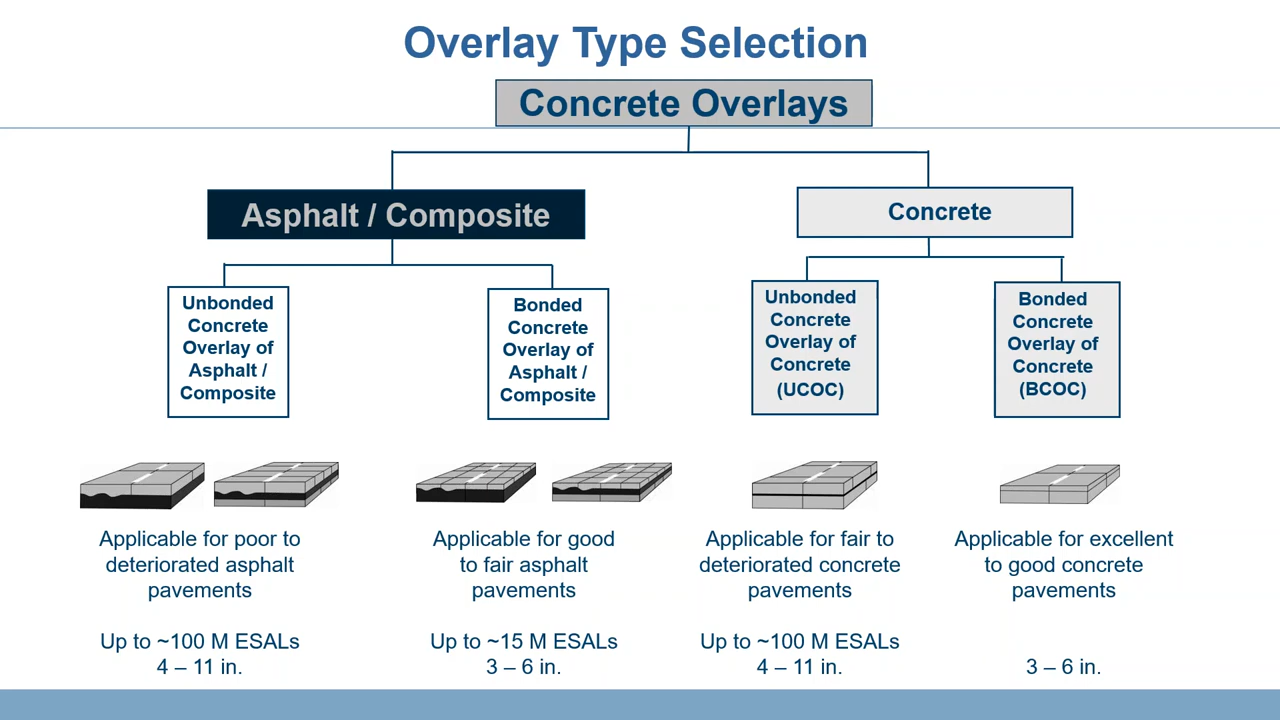 Overlay Type Selection
Concrete Overlays
Asphalt / Composite
Concrete
Unbonded
Concrete
Overlay of
Asphalt /
Composite
Bonded
Concrete
Overlay of
Asphalt /
Composite
Unbonded
Concrete
Overlay of
Concrete
(UCOC)
Bonded
Concrete
Overlay of
Concrete
(BCOC)
Applicable for poor to
deteriorated asphalt
pavements
Up to ~100 M ESALs
4 – 11 in.
Applicable for good
to fair asphalt
pavements
Up to ~15 M ESALs
3 – 6 in.
Applicable for fair to
deteriorated concrete
pavements
Up to ~100 M ESALs
4 – 11 in.
Applicable for excellent
to good concrete
pavements
3 – 6 in.